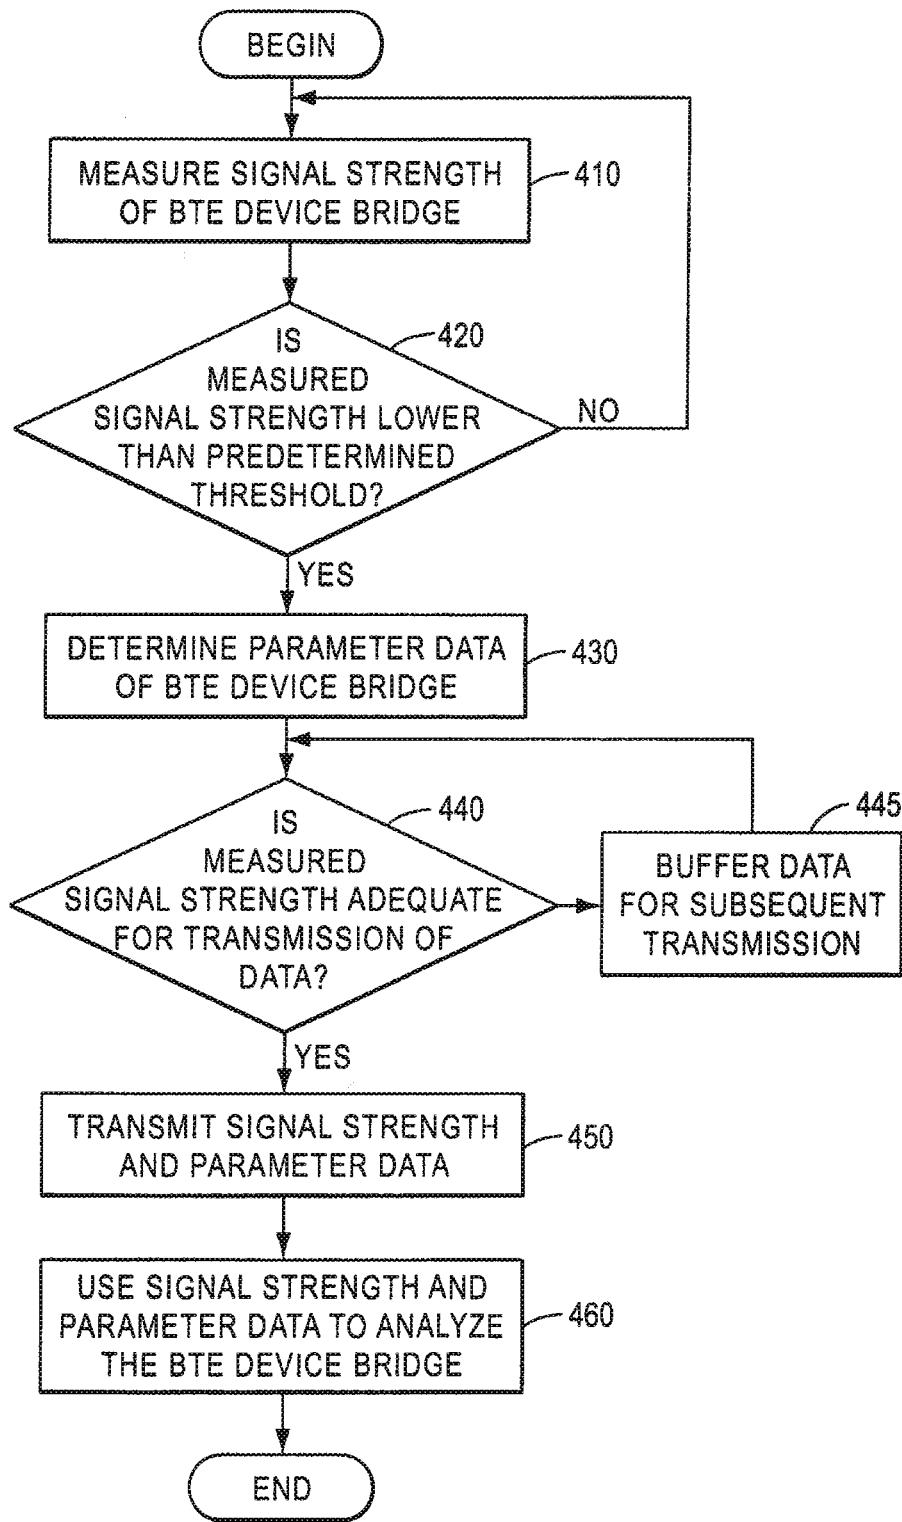 BEGIN
MEASURE SIGNAL STRENGTH
OF BTE DEVICE BRIDGE
410
IS
MEASURED
SIGNAL STRENGTH LOWER
THAN PREDETERMINED
THRESHOLD?
420
NO
YES
DETERMINE PARAMETER DATA
OF BTE DEVICE BRIDGE
430
IS
MEASURED
SIGNAL STRENGTH ADEQUATE
FOR TRANSMISSION OF
DATA?
440
445
BUFFER DATA
FOR SUBSEQUENT
TRANSMISSION
YES
TRANSMIT SIGNAL STRENGTH
AND PARAMETER DATA
450
USE SIGNAL STRENGTH AND
PARAMETER DATA TO ANALYZE
THE BTE DEVICE BRIDGE
460
END